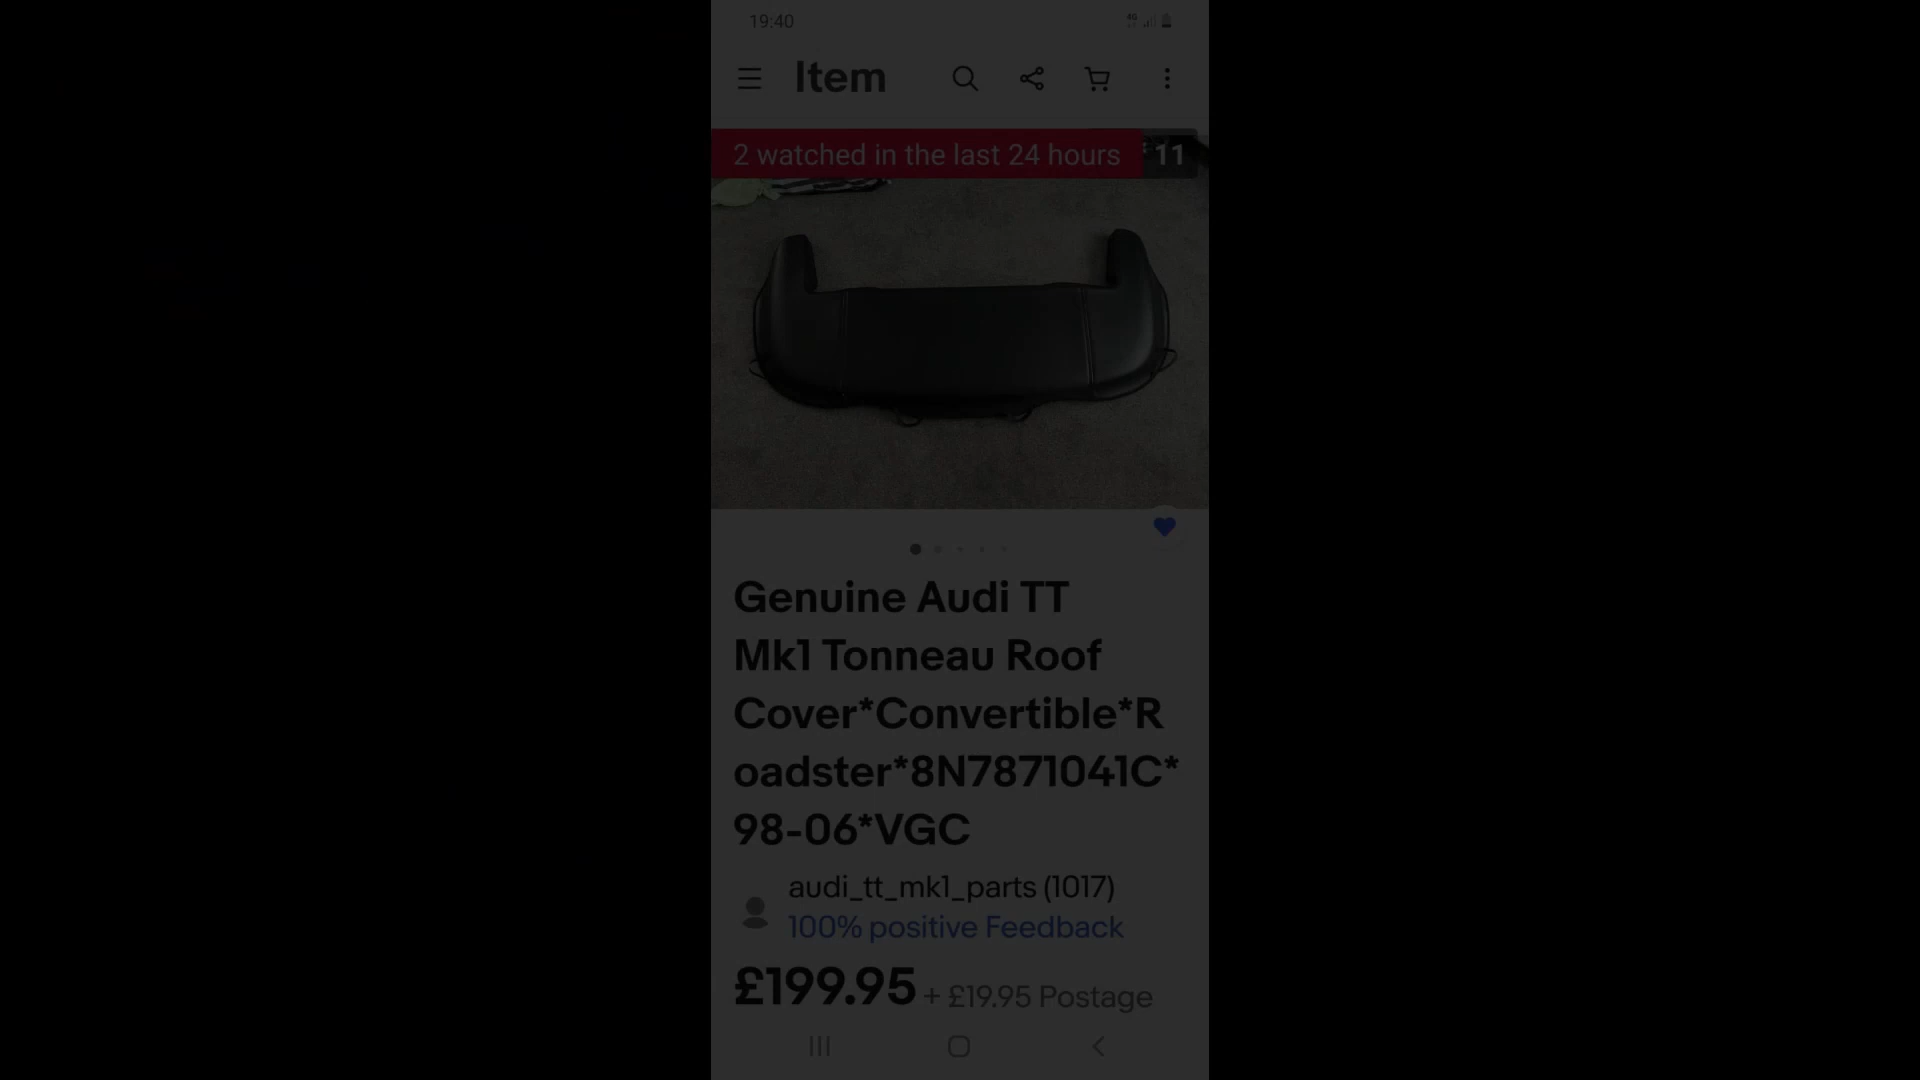 19:40
4G
Item
2 watched in the last 24 hours
11
Genuine Audi TT
Mk1 Tonneau Roof
Cover*Convertible*R
oadster*8N7871041C*
98-06*VGC
audi_tt_mk1_parts (1017)
100% positive Feedback
£199.95 + £19.95 Postage